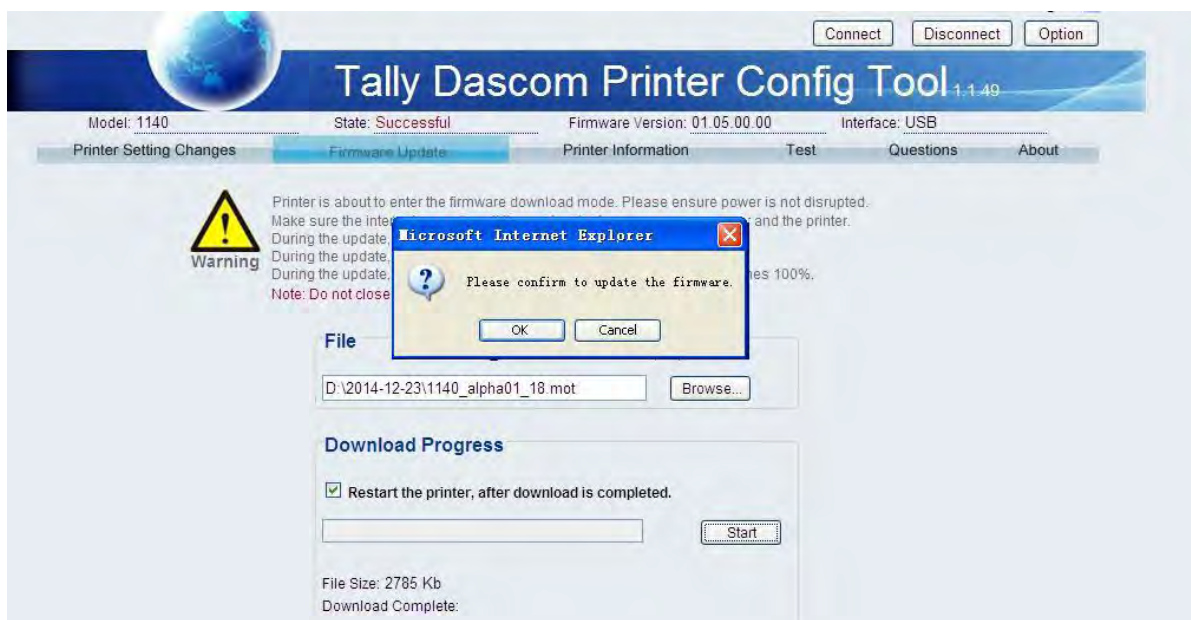 Connect Disconnect Option
Tally Dascom Printer Config Tool 1.1.49
Model: 1140 State: Successful Firmware Version: 01.05.00.00 Interface: USB
Printer Setting Changes Firmware Update Printer Information Test Questions About
Printer is about to enter the firmware download mode. Please ensure power is not disrupted.
Make sure the and the printer.
During the update,
During the update,
During the update, 100%.
Warning
Note: Do not close
Microsoft Internet Explorer
Please confirm to update the firmware.
OK Cancel
File
D:\2014-12-23\1140_alpha01_18.mot Browse...
Download Progress
Restart the printer, after download is completed.
Start
File Size: 2785 Kb
Download Complete: